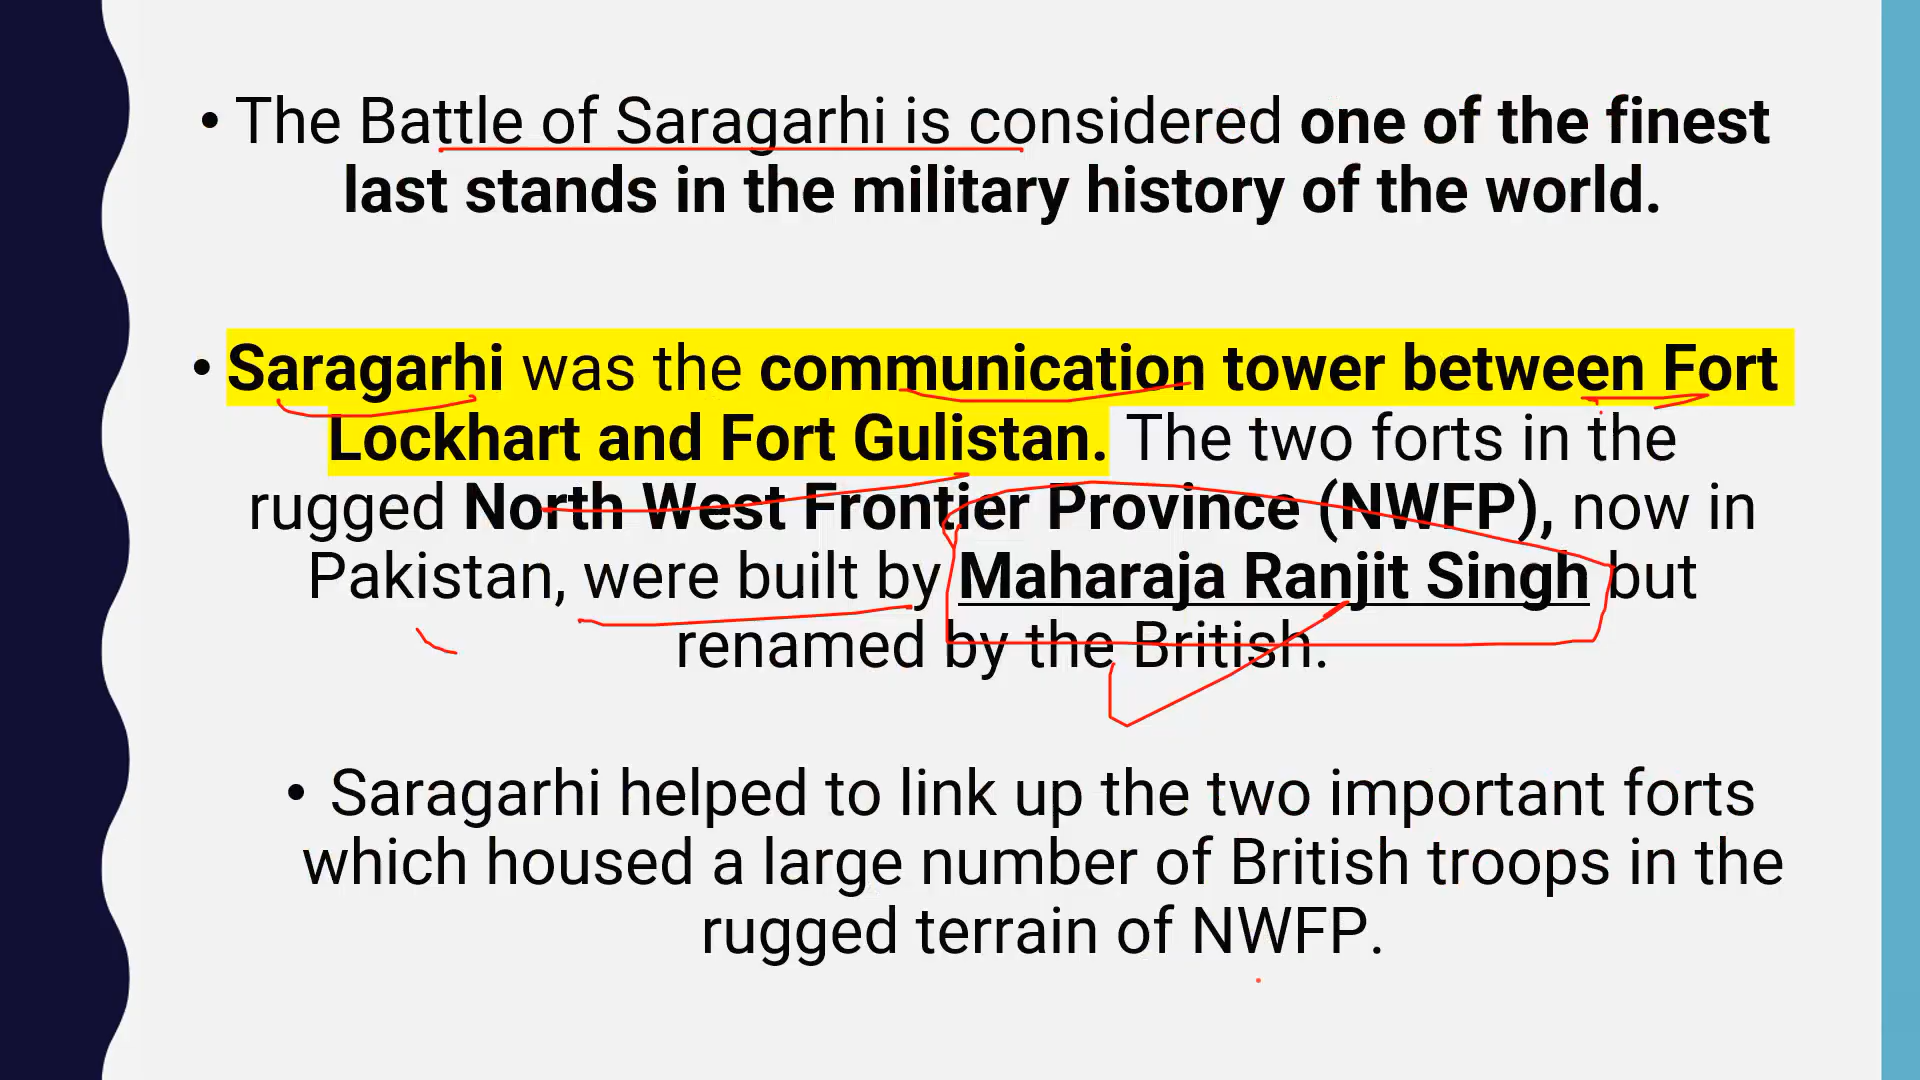 • The Battle of Saragarhi is considered one of the finest
last stands in the military history of the world.
• Saragarhi was the communication tower between Fort
Lockhart and Fort Gulistan. The two forts in the
rugged North West Frontier Province (NWFP), now in
Pakistan, were built by Maharaja Ranjit Singh but
renamed by the British.
• Saragarhi helped to link up the two important forts
which housed a large number of British troops in the
rugged terrain of NWFP.